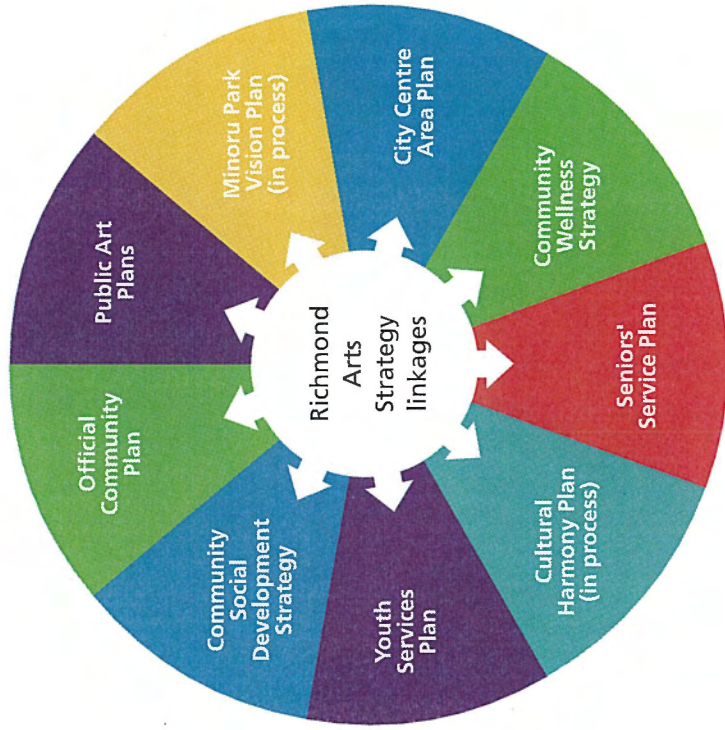 Richmond
Arts
Strategy
linkages
Public Art
Plans
Minoru Park
Vision Plan
(in process)
City Centre
Area Plan
Community
Wellness
Strategy
Seniors'
Service Plan
Cultural
Harmony Plan
(in process)
Youth
Services
Plan
Community
Social
Development
Strategy
Official
Community
Plan